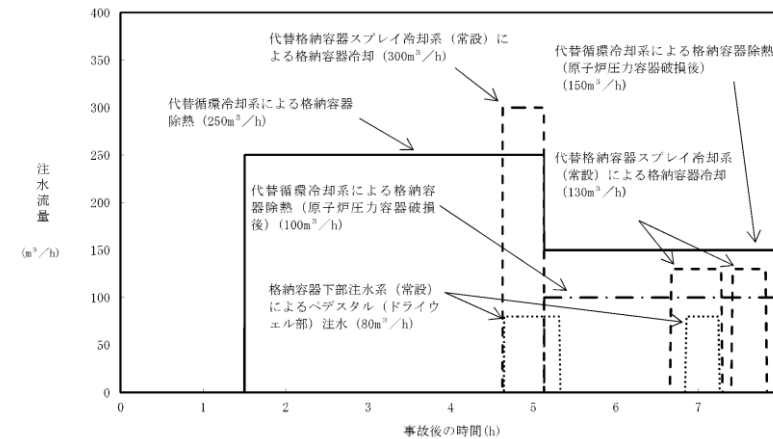 400
350
300
250
200
150
100
50
0
注水流量
(m³／h)
代替格納容器スプレイ冷却系（常設）に
よる格納容器冷却（300m³／h）
代替循環冷却系による格納容器除熱
（原子炉圧力容器破損後）
(150m³／h)
代替循環冷却系による格納容器
除熱（250m³／h）
代替格納容器スプレイ冷却系
（常設）による格納容器冷却
(130m³／h)
代替循環冷却系による格納容
器除熱（原子炉圧力容器破損
後）（100m³／h）
格納容器下部注水系（常設）
によるペデスタル（ドライウ
ェル部）注水（80m³／h）
0 1 2 3 4 5 6 7
事故後の時間(h)